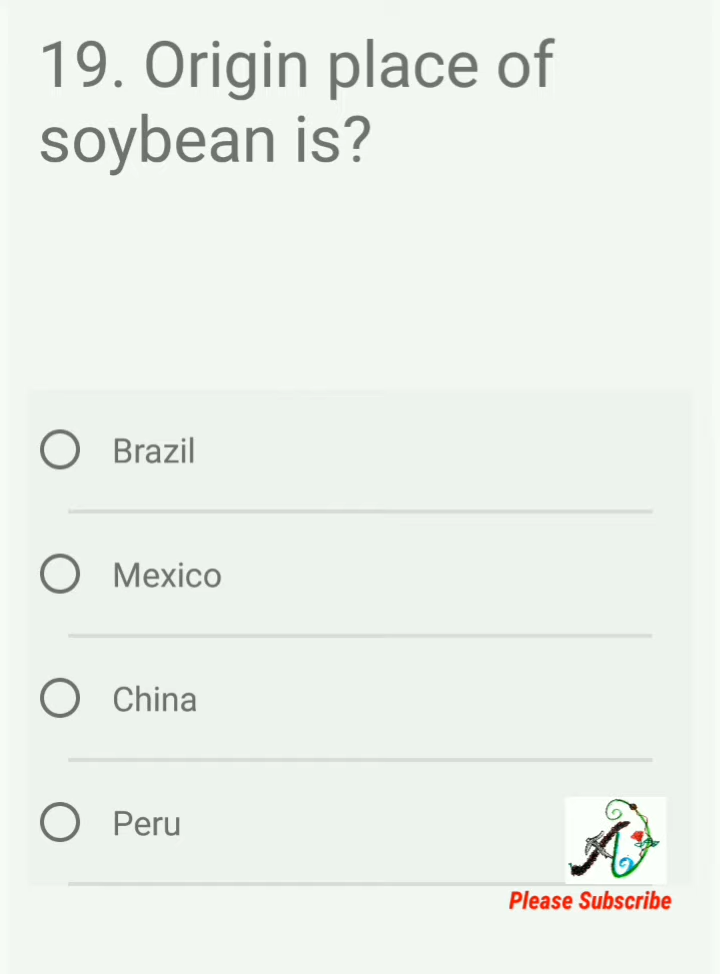 19. Origin place of
soybean is?
Brazil
Mexico
China
Peru
Please Subscribe